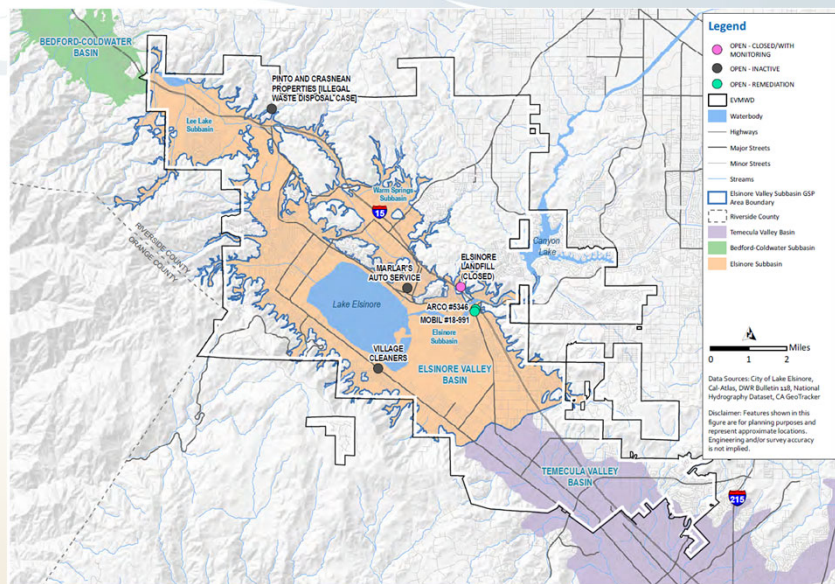 BEDFORD-COLDWATER
BASIN
PINTO AND CRASNEAN
PROPERTIES [ILLEGAL
WASTE DISPOSAL CASE]
Lee Lake
Subbasin
Warm Springs
Subbasin
15
RIVERSIDE COUNTY
ORANGE COUNTY
Canyon
Lake
ELSINORE
LANDFILL
(CLOSED)
MARLAR'S
AUTO SERVICE
Lake Elsinore
ARCO #5346
MOBIL #18-991
Elsinore
Subbasin
VILLAGE
CLEANERS
ELSINORE VALLEY
BASIN
TEMECULA VALLEY
BASIN
215
Legend
OPEN - CLOSED/WITH
MONITORING
OPEN - INACTIVE
OPEN - REMEDIATION
EVMWD
Waterbody
Highways
Major Streets
Minor Streets
Streams
Elsinore Valley Subbasin GSP
Area Boundary
Riverside County
Temecula Valley Basin
Bedford-Coldwater Subbasin
Elsinore Subbasin
N
Miles
0 1 2
Data Sources: City of Lake Elsinore,
Cal-Atlas, DWR Bulletin 118, National
Hydrography Dataset, CA GeoTracker
Disclaimer: Features shown in this
figure are for planning purposes and
represent approximate locations.
Engineering and/or survey accuracy
is not implied.